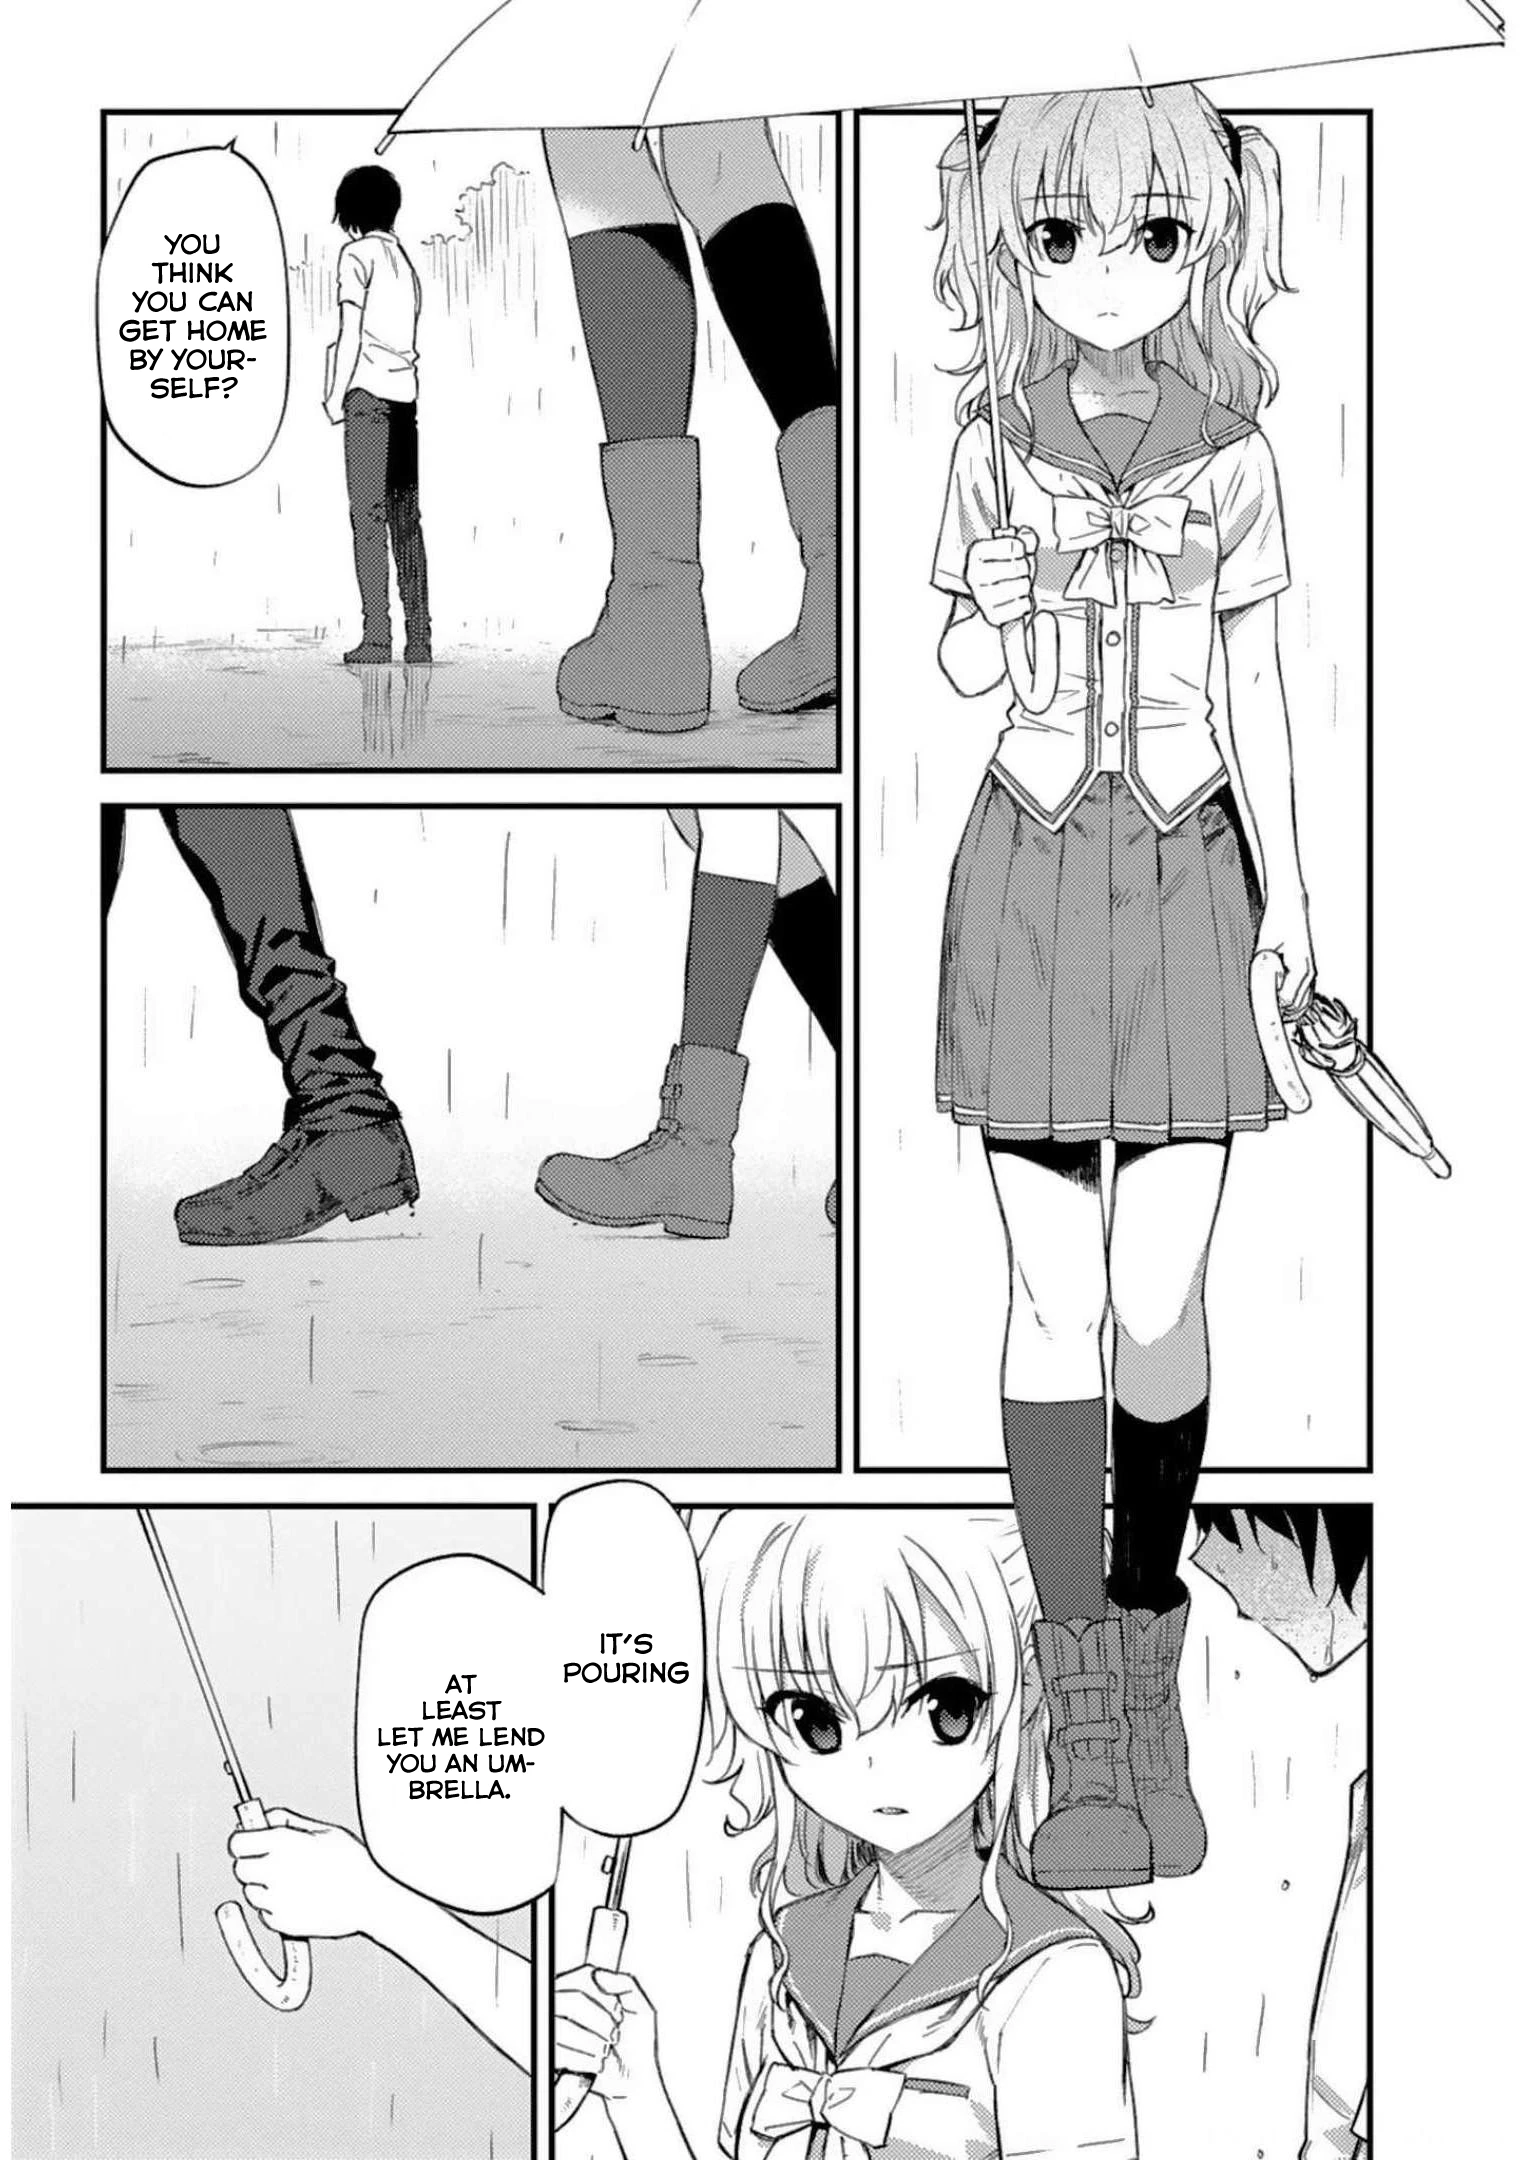 YOU
THINK
YOU CAN
GET HOME
BY YOUR-
SELF?
IT'S
POURING
AT
LEAST
LET ME LEND
YOU AN UM-
BRELLA.